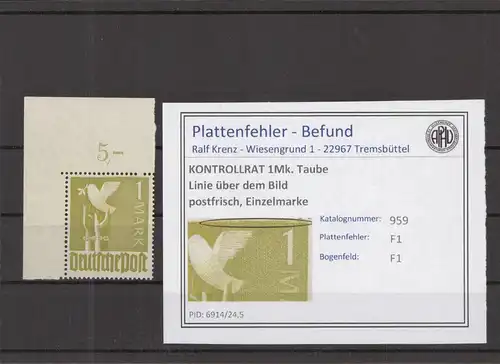 5,
1
MARK
deutsche post
Plattenfehler - Befund
Ralf Krenz - Wiesengrund 1 - 22967 Tremsbüttel
KONTROLLRAT 1Mk. Taube
Linie über dem Bild
postfrisch, Einzelmarke
Katalognummer: 959
Plattenfehler: F1
Bogenfeld: F1
1
PID: 6914/24,5